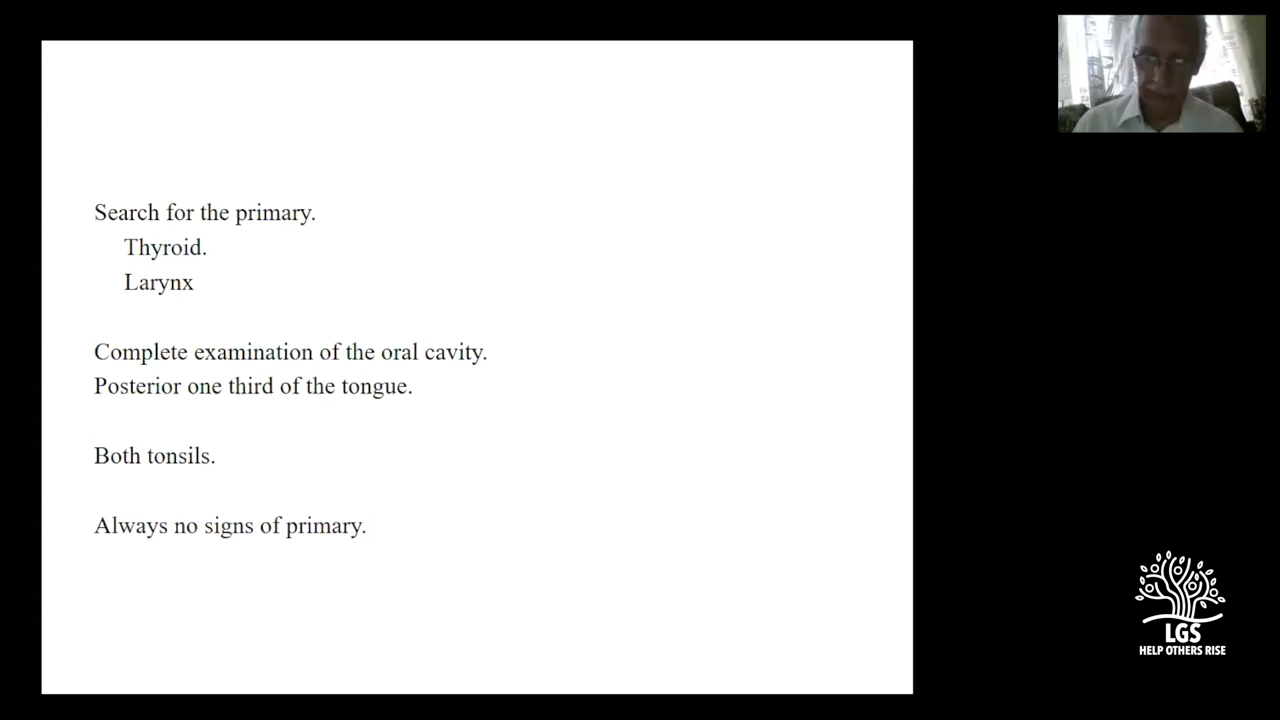 Search for the primary.
Thyroid.
Larynx
Complete examination of the oral cavity.
Posterior one third of the tongue.
Both tonsils.
Always no signs of primary.
LGS
HELP OTHERS RISE